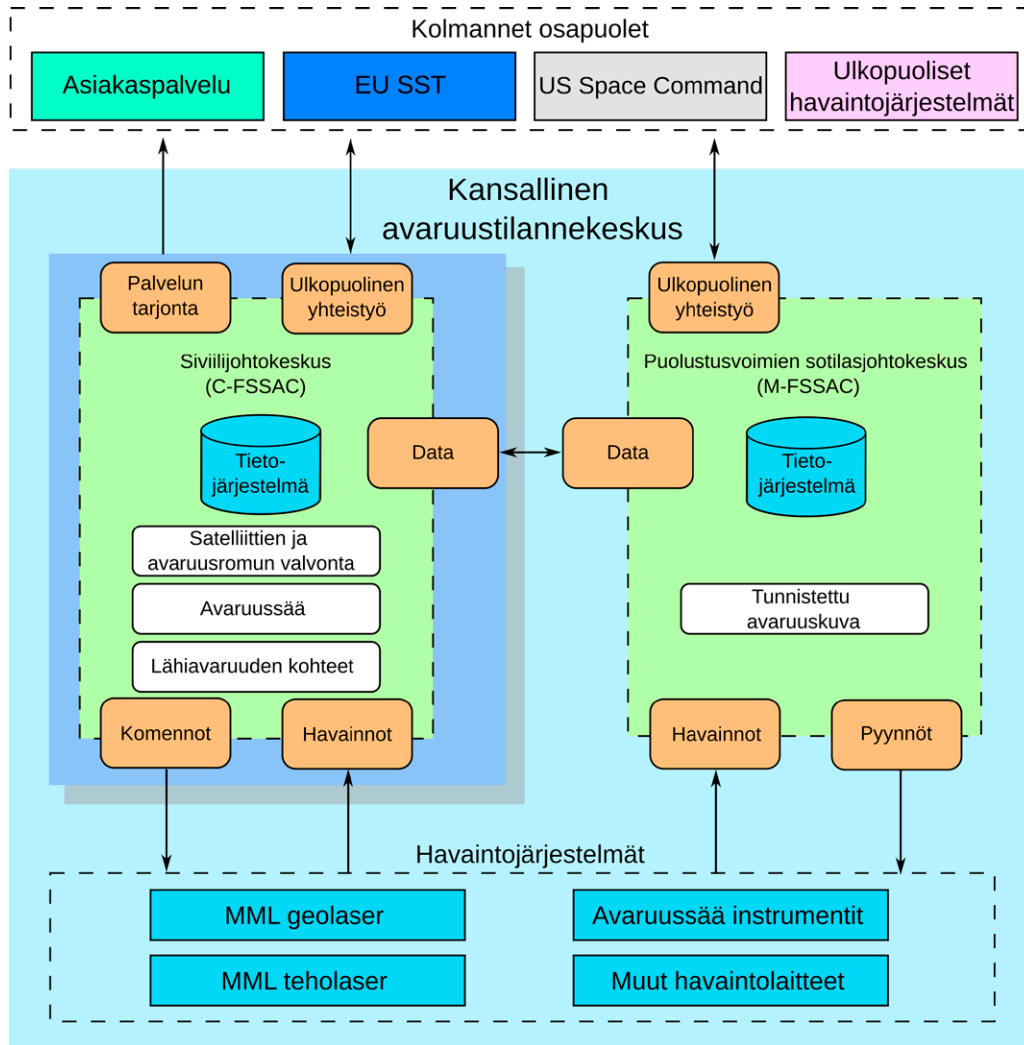 Kolmannet osapuolet
Asiakaspalvelu
EU SST
US Space Command
Ulkopuoliset
havaintojärjestelmät
Kansallinen
avaruustilannekeskus
Palvelun
tarjonta
Ulkopuolinen
yhteistyö
Siviilijohtokeskus
(C-FSSAC)
Tieto-
järjestelmä
Data
Satelliittien ja
avaruusromun valvonta
Avaruussää
Lähiavaruuden kohteet
Komennot
Havainnot
Ulkopuolinen
yhteistyö
Puolustusvoimien sotilasjohtokeskus
(M-FSSAC)
Data
Tieto-
järjestelmä
Tunnistettu
avaruuskuva
Havainnot
Pyynnöt
Havaintojärjestelmät
MML geolaser
Avaruussää instrumentit
MML teholaser
Muut havaintolaitteet